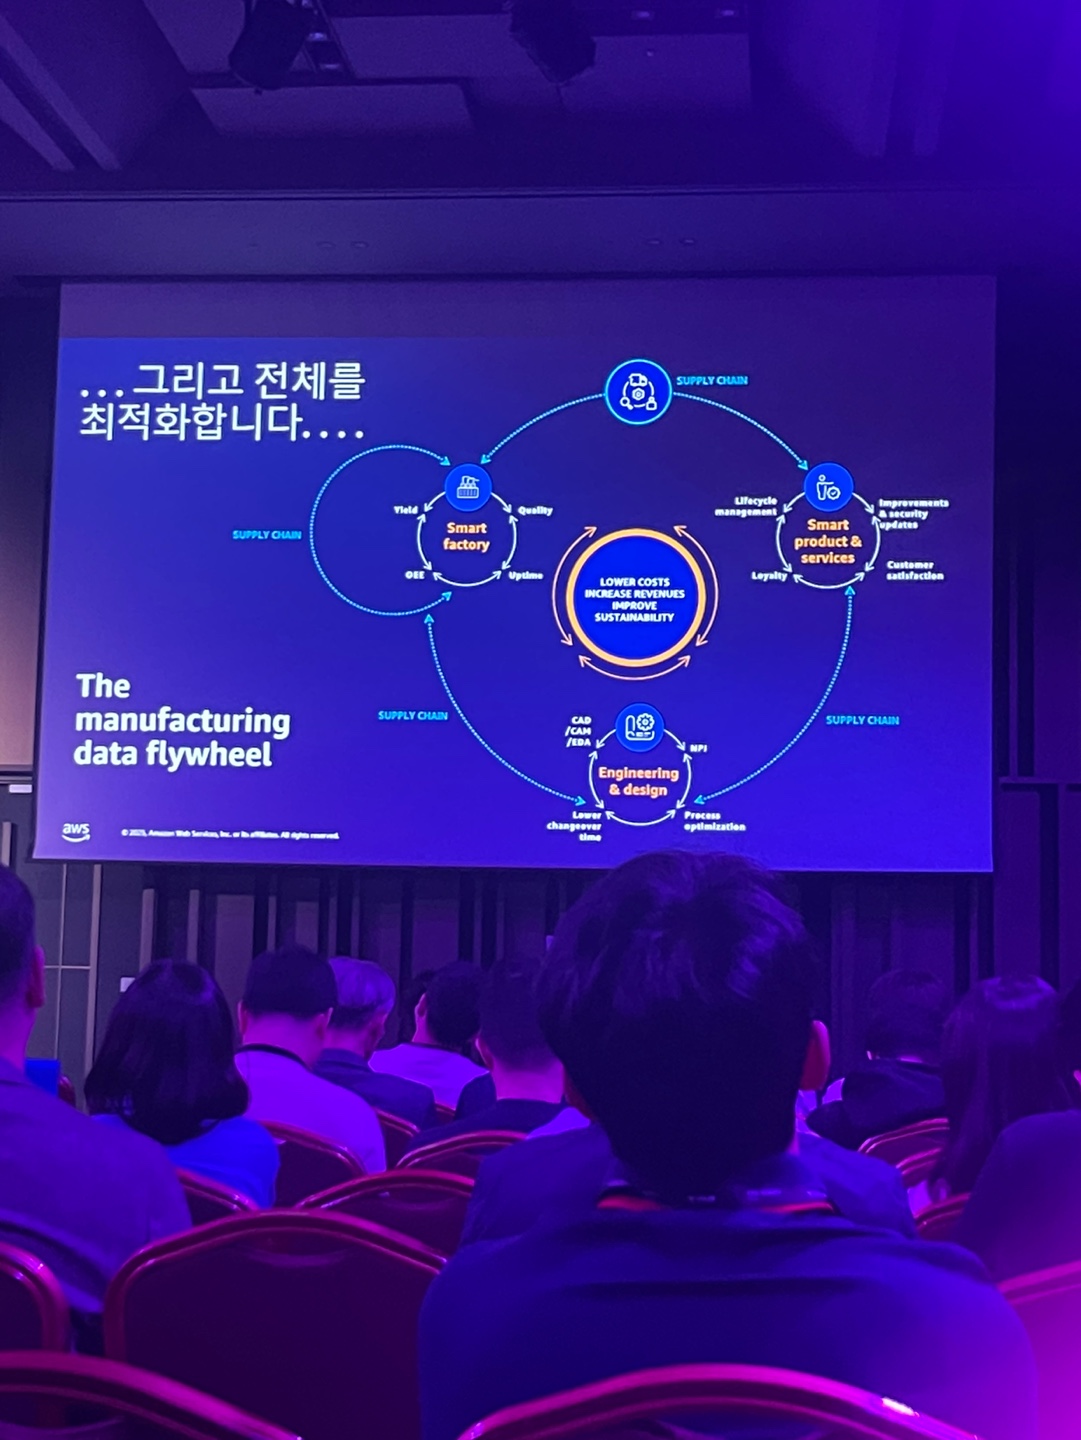 ...그리고 전체를
최적화합니다....
SUPPLY CHAIN
SUPPLY CHAIN
Yield
Quality
Smart
factory
OEE
Uptime
Lifecycle
management
Improvements
& security
updates
Smart
product &
services
Loyalty
Customer
satisfaction
LOWER COSTS
INCREASE REVENUES
IMPROVE
SUSTAINABILITY
The
manufacturing
data flywheel
SUPPLY CHAIN
SUPPLY CHAIN
CAD
/CAM
/EDA
NPI
Engineering
& design
Lower
changeover
time
Process
optimization
aws
© 2023, Amazon Web Services, Inc. or its affiliates. All rights reserved.